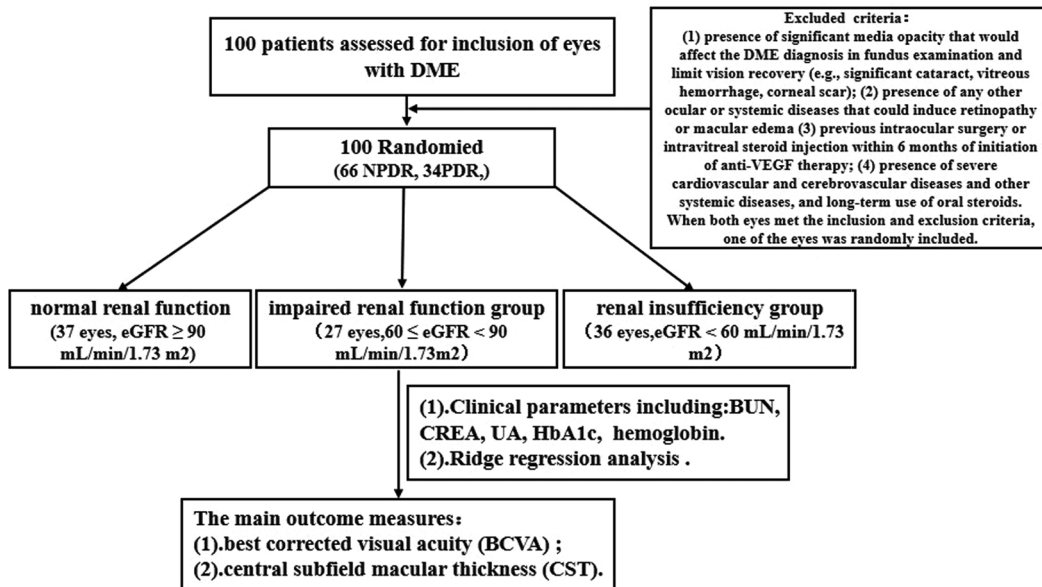 100 patients assessed for inclusion of eyes
with DME
Excluded criteria：
(1) presence of significant media opacity that would
affect the DME diagnosis in fundus examination and
limit vision recovery (e.g., significant cataract, vitreous
hemorrhage, corneal scar); (2) presence of any other
ocular or systemic diseases that could induce retinopathy
or macular edema (3) previous intraocular surgery or
intravitreal steroid injection within 6 months of initiation
of anti-VEGF therapy; (4) presence of severe
cardiovascular and cerebrovascular diseases and other
systemic diseases, and long-term use of oral steroids.
When both eyes met the inclusion and exclusion criteria,
one of the eyes was randomly included.
100 Randomied
(66 NPDR, 34PDR,)
normal renal function
(37 eyes, eGFR ≥ 90
mL/min/1.73 m2)
impaired renal function group
（27 eyes,60 ≤ eGFR < 90
mL/min/1.73m2）
renal insufficiency group
（36 eyes,eGFR < 60 mL/min/1.73
m2）
(1).Clinical parameters including:BUN,
CREA, UA, HbA1c, hemoglobin.
(2).Ridge regression analysis .
The main outcome measures：
(1).best corrected visual acuity (BCVA) ;
(2).central subfield macular thickness (CST).